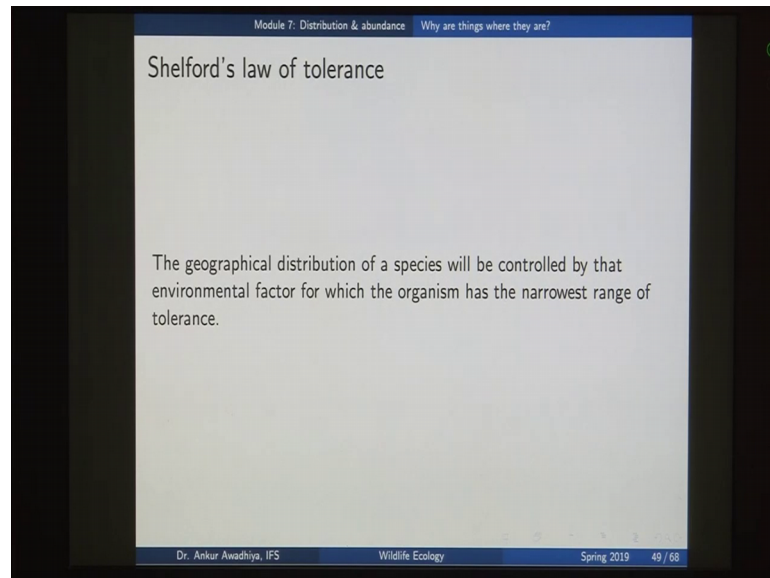 Module 7: Distribution & abundance Why are things where they are?
Shelford's law of tolerance
The geographical distribution of a species will be controlled by that
environmental factor for which the organism has the narrowest range of
tolerance.
Dr. Ankur Awadhiya, IFS Wildlife Ecology Spring 2019 49 / 68